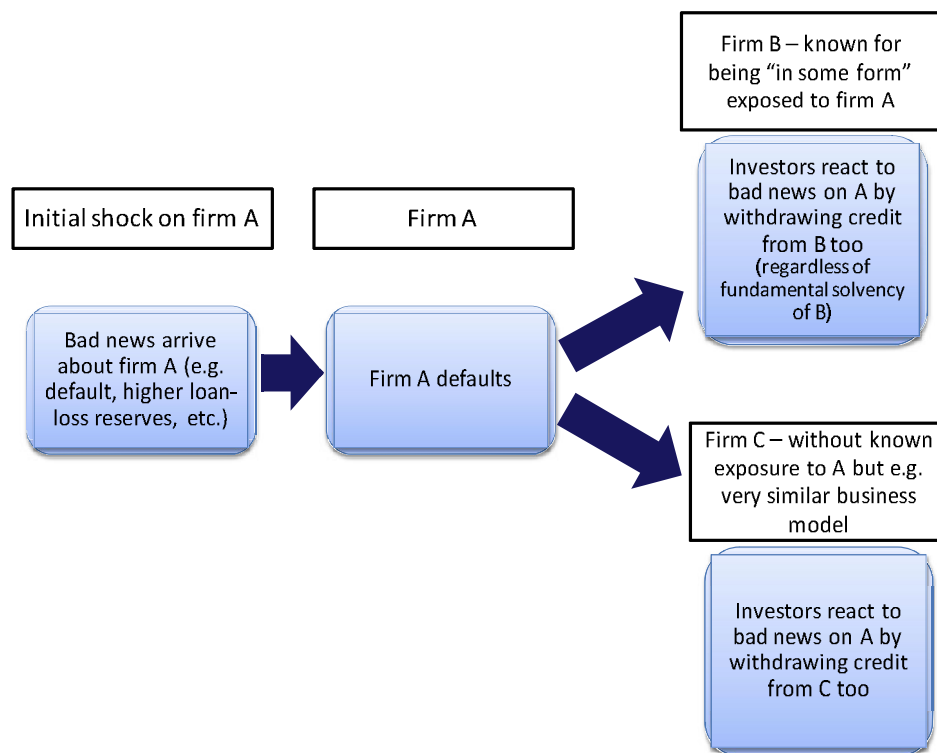 Initial shock on firm A
Bad news arrive
about firm A (e.g.
default, higher loan-
loss reserves, etc.)
Firm A
Firm A defaults
Firm B – known for
being “in some form”
exposed to firm A
Investors react to
bad news on A by
withdrawing credit
from B too
(regardless of
fundamental solvency
of B)
Firm C – without known
exposure to A but e.g.
very similar business
model
Investors react to
bad news on A by
withdrawing credit
from C too